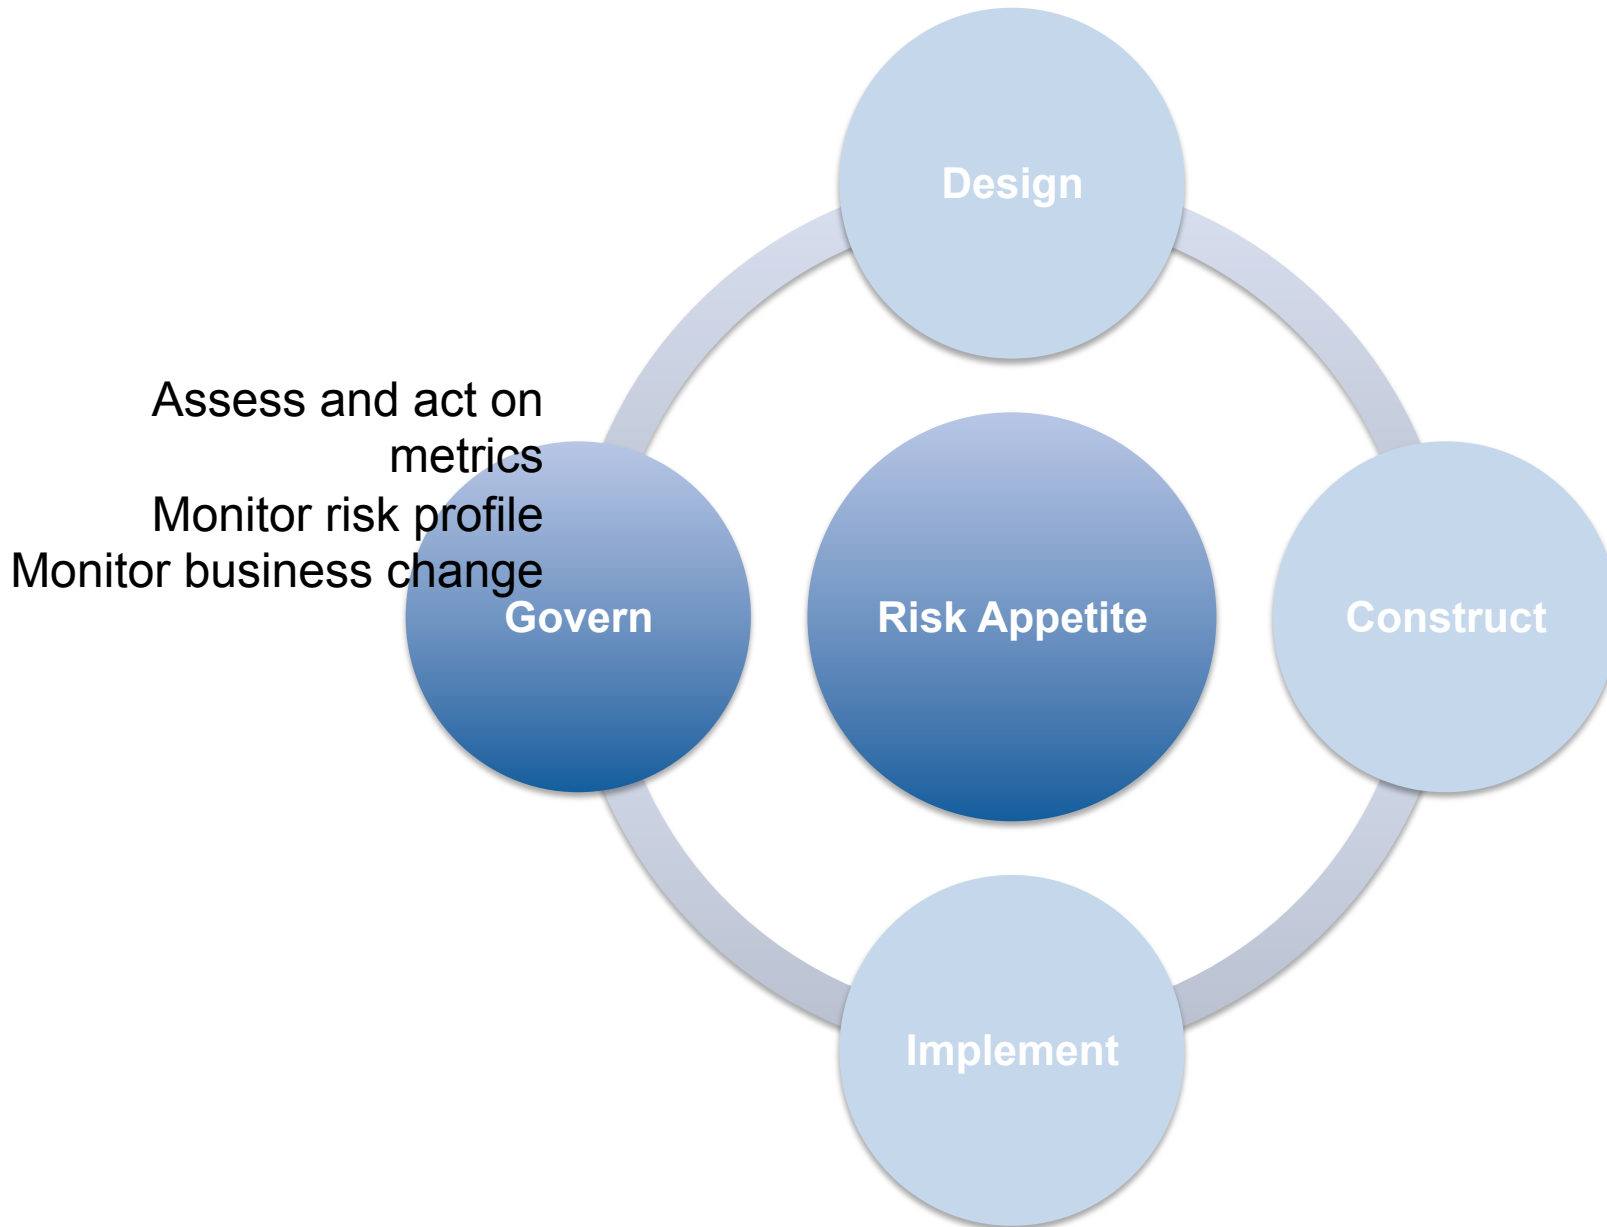 Design
Assess and act on
metrics
Monitor risk profile
Monitor business change
Govern
Risk Appetite
Construct
Implement